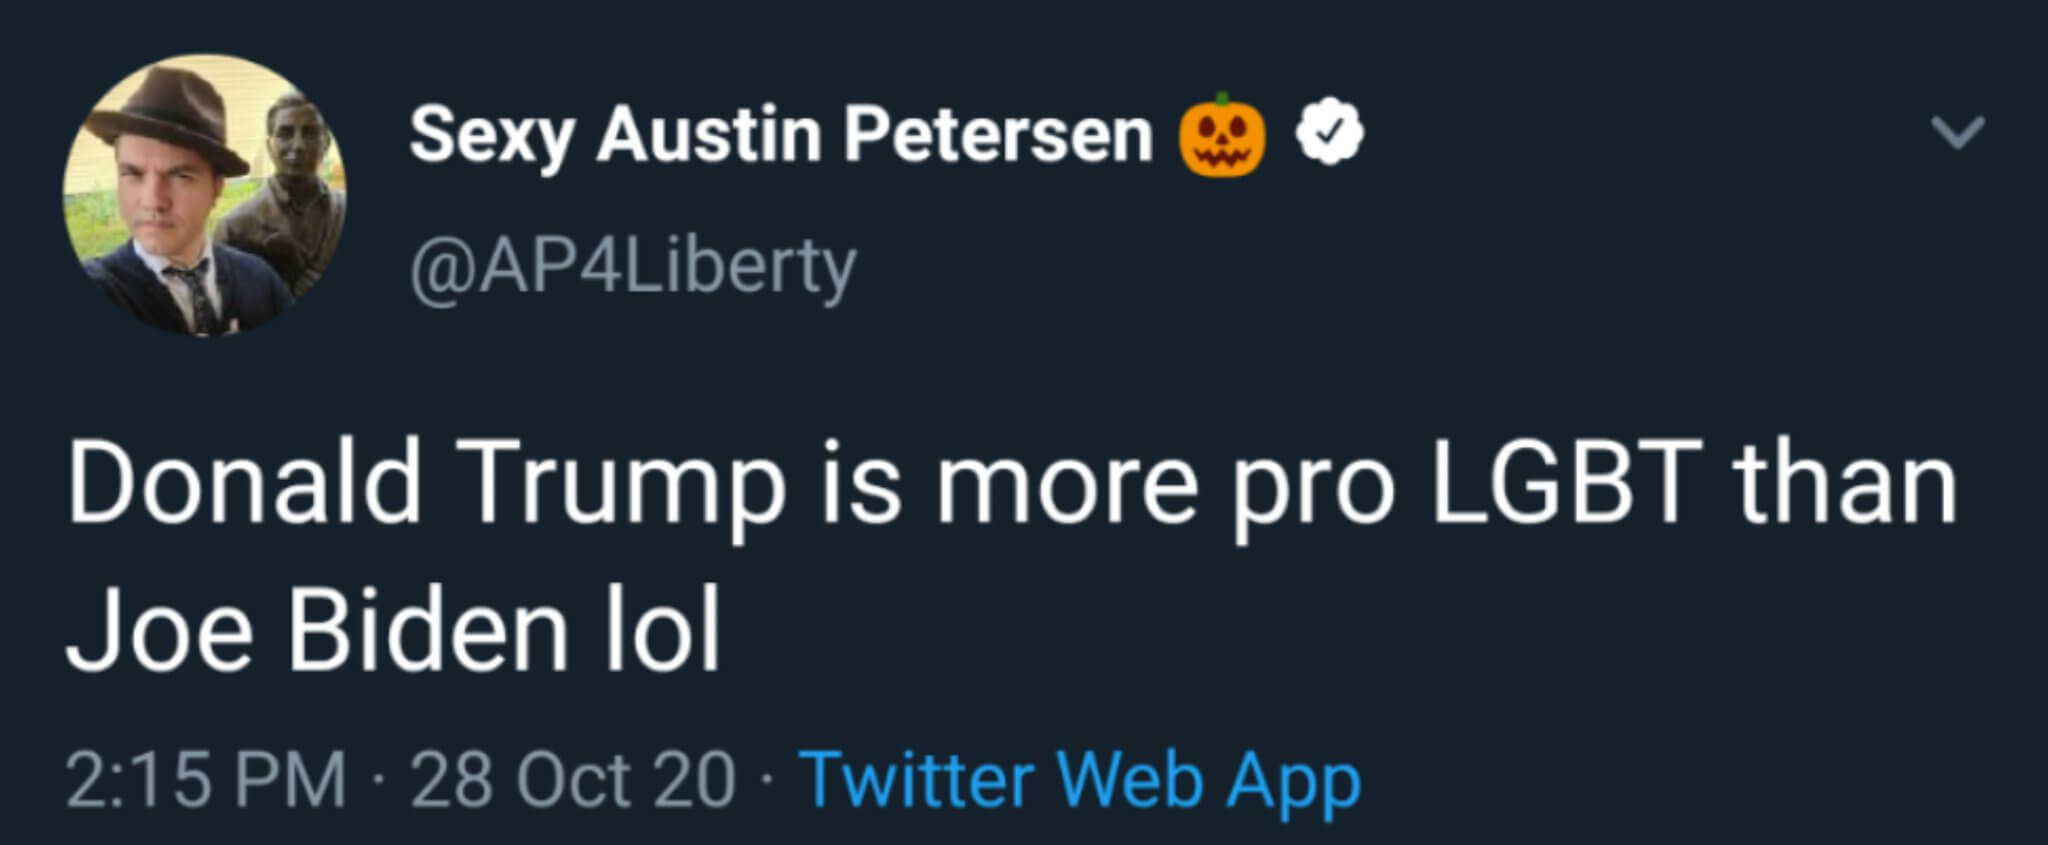 Sexy Austin Petersen 🎃
@AP4Liberty
Donald Trump is more pro LGBT than
Joe Biden lol
2:15 PM · 28 Oct 20 · Twitter Web App